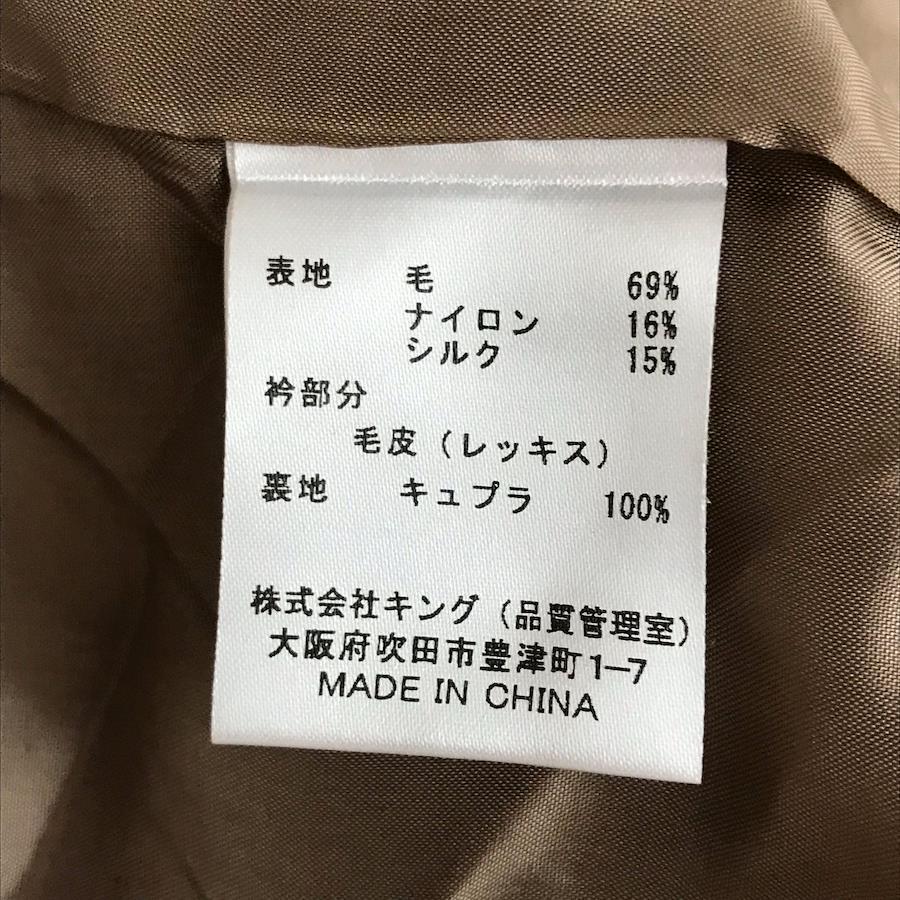 表地 毛 69%
ナイロン 16%
シルク 15%
衿部分
毛皮（レッキス）
裏地 キュプラ 100%
株式会社キング（品質管理室）
大阪府吹田市豊津町1-7
MADE IN CHINA